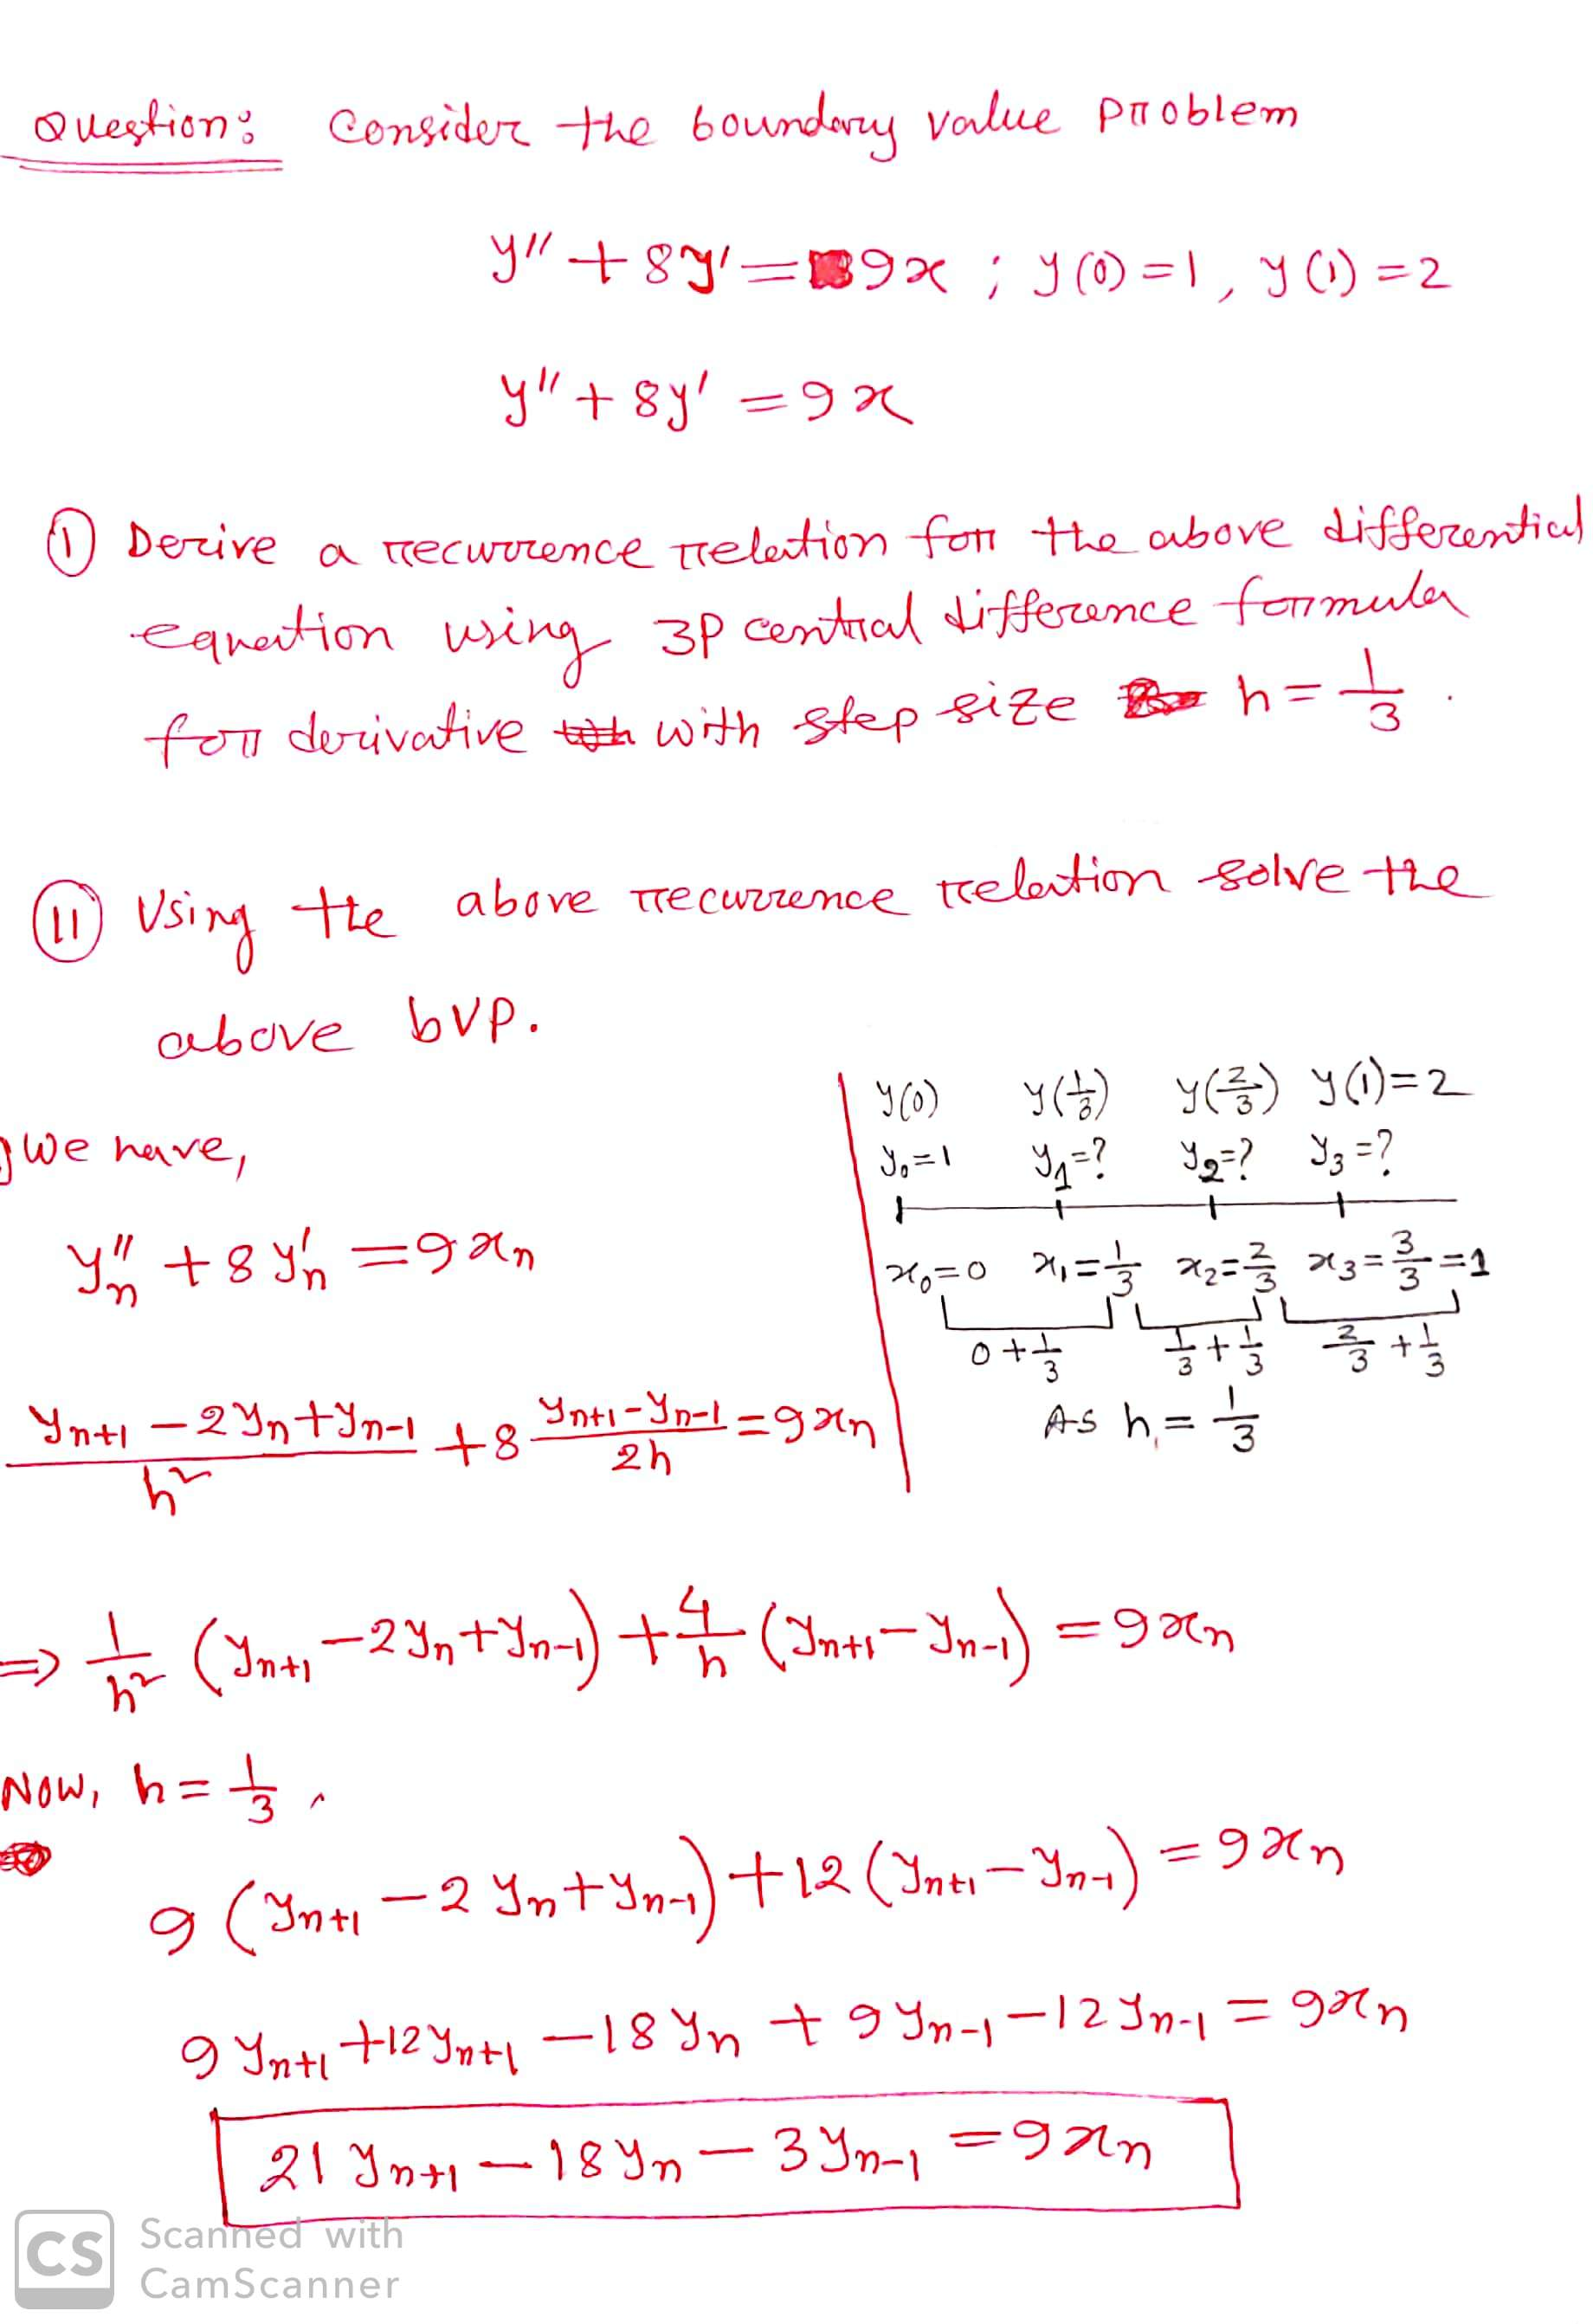 Question: Consider the boundary value problem
y'' + 8y' = 9x ; y(0) = 1, y(1) = 2
y'' + 8y' = 9x
(I) Derive a recurrence relation for the above differential
equation using 3P central difference formula
for derivative with step size h = 1/3 .
(II) Using the above recurrence relation solve the
above bvp.
We have,
yₙ'' + 8yₙ' = 9xₙ
(yₙ₊₁ - 2yₙ + yₙ₋₁)/h² + 8 (yₙ₊₁ - yₙ₋₁)/2h = 9xₙ
y(0) y(1/3) y(2/3) y(1) = 2
y₀ = 1 y₁ = ? y₂ = ? y₃ = ?
x₀ = 0 x₁ = 1/3 x₂ = 2/3 x₃ = 3/3 = 1
0 + 1/3 1/3 + 1/3 2/3 + 1/3
As h = 1/3
⇒ 1/h² (yₙ₊₁ - 2yₙ + yₙ₋₁) + 4/h (yₙ₊₁ - yₙ₋₁) = 9xₙ
Now, h = 1/3 ,
9 (yₙ₊₁ - 2yₙ + yₙ₋₁) + 12 (yₙ₊₁ - yₙ₋₁) = 9xₙ
9yₙ₊₁ + 12yₙ₊₁ - 18yₙ + 9yₙ₋₁ - 12yₙ₋₁ = 9xₙ
21yₙ₊₁ - 18yₙ - 3yₙ₋₁ = 9xₙ
CS Scanned with
CamScanner